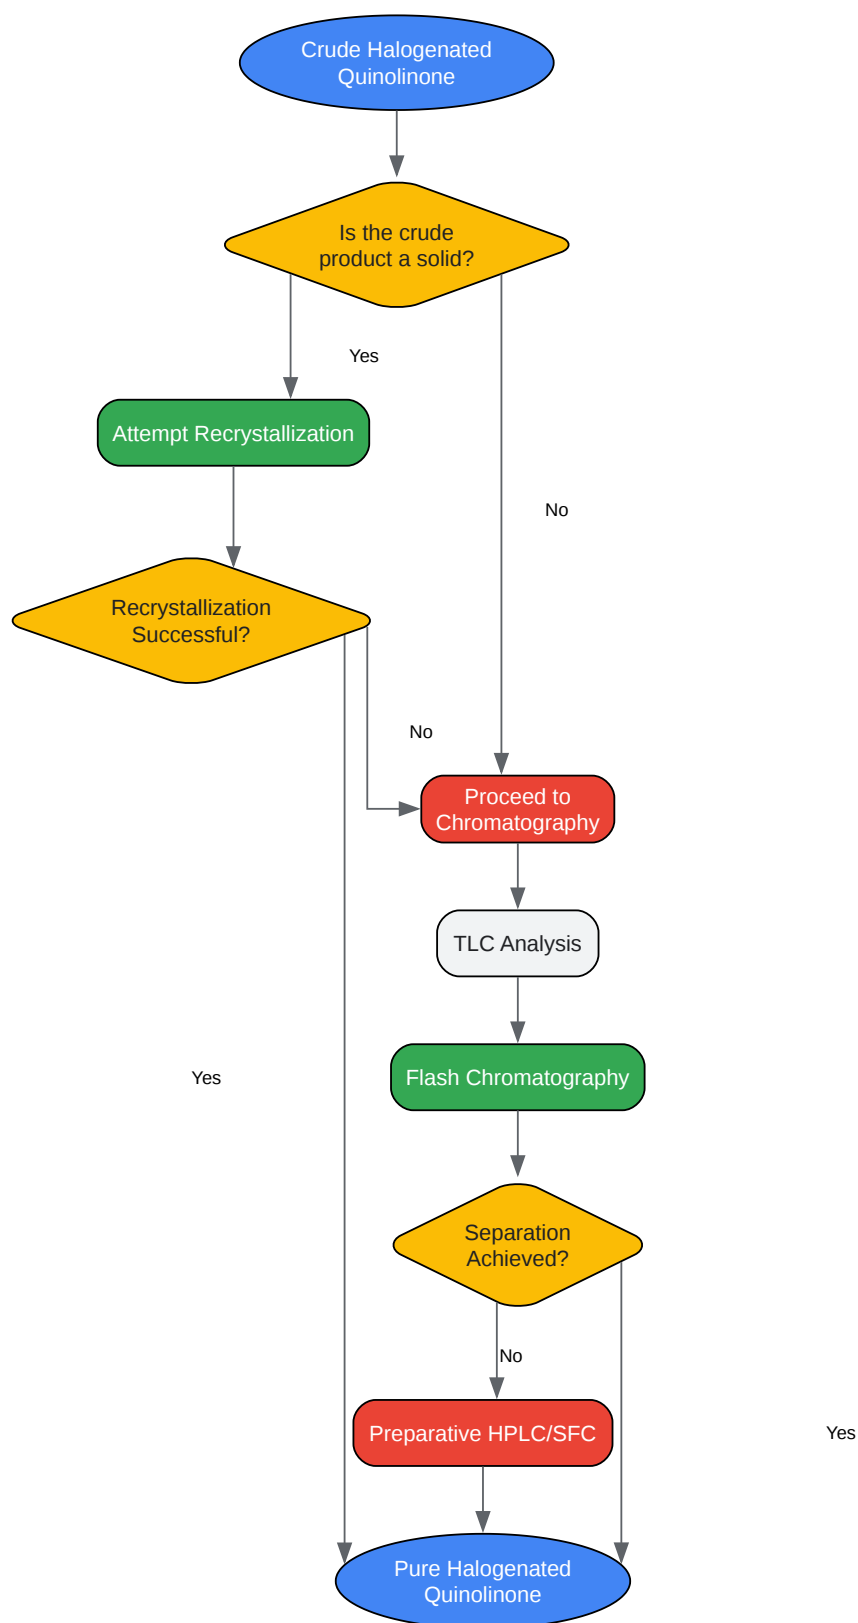 Crude Halogenated
Quinolinone
Is the crude
product a solid?
Yes
Attempt Recrystallization
No
Recrystallization
Successful?
No
Proceed to
Chromatography
TLC Analysis
Yes
Flash Chromatography
Separation
Achieved?
No
Preparative HPLC/SFC
Yes
Pure Halogenated
Quinolinone